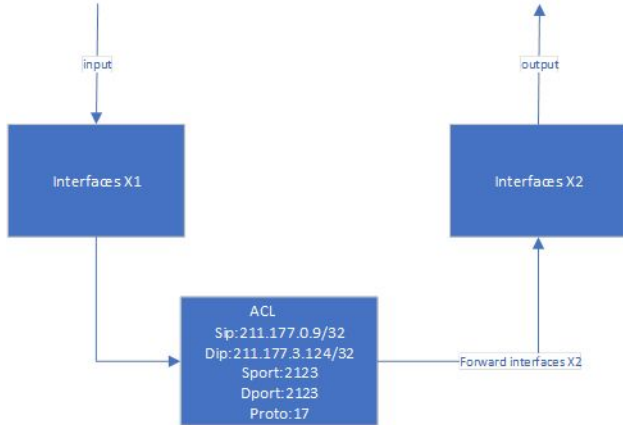 input
output
Interfaces X1
Interfaces X2
ACL
Sip:211.177.0.9/32
Dip:211.177.3.124/32
Sport:2123
Dport:2123
Proto:17
Forward interfaces X2